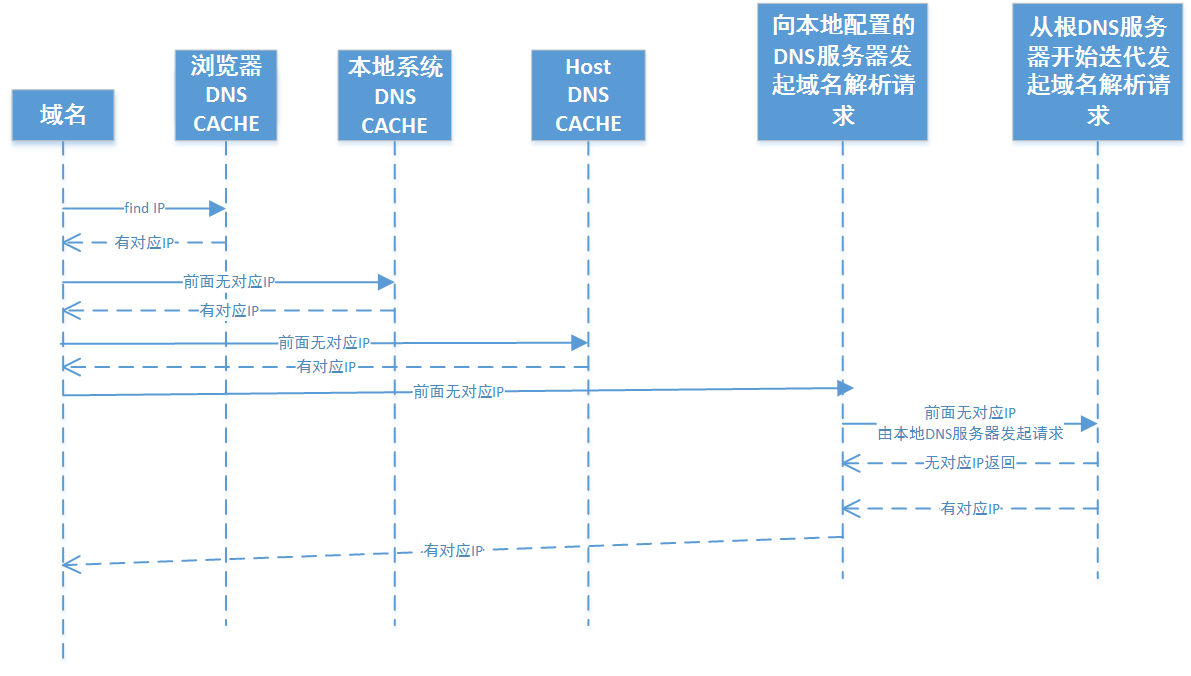 域名
浏览器
DNS
CACHE
本地系统
DNS
CACHE
Host
DNS
CACHE
向本地配置的
DNS服务器发
起域名解析请
求
从根DNS服务
器开始迭代发
起域名解析请
求
find IP
有对应IP
前面无对应IP
有对应IP
前面无对应IP
有对应IP
前面无对应IP
前面无对应IP
由本地DNS服务器发起请求
无对应IP返回
有对应IP
有对应IP